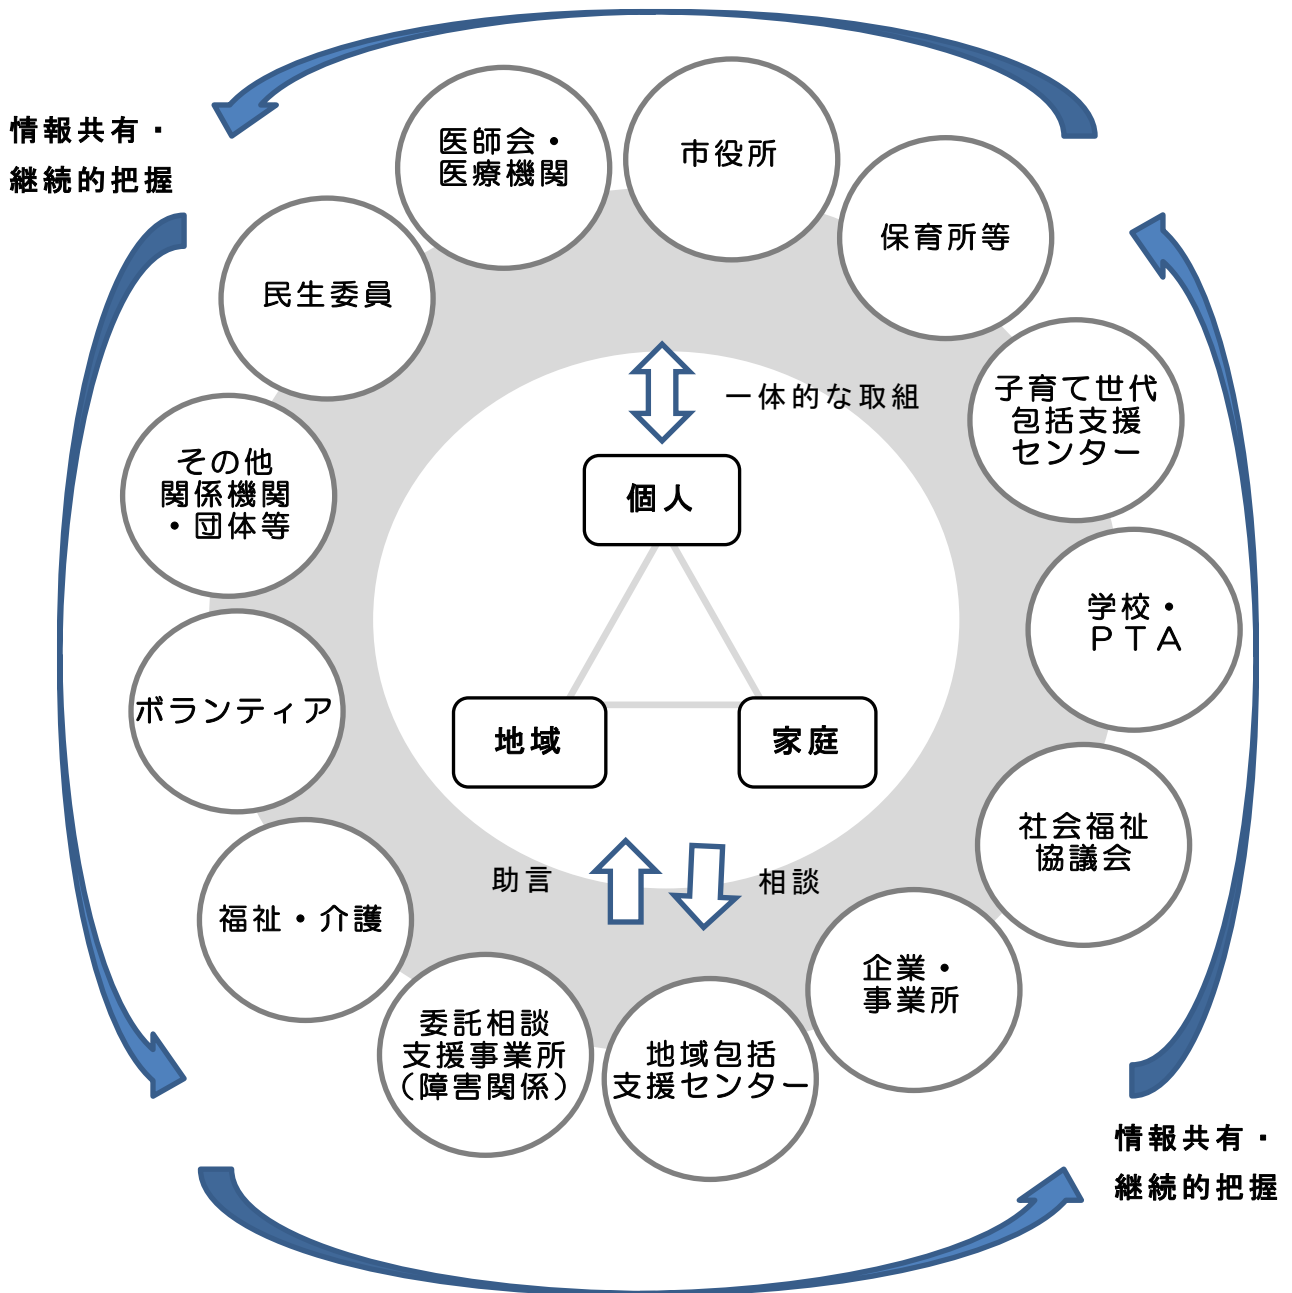 情報共有・
継続的把握
医師会・
医療機関
市役所
保育所等
民生委員
子育て世代
包括支援
センター
一体的な取組
その他
関係機関
・団体等
個人
学校・
ＰＴＡ
ボランティア
地域
家庭
社会福祉
協議会
助言
相談
福祉・介護
企業・
事業所
委託相談
支援事業所
（障害関係）
地域包括
支援センター
情報共有・
継続的把握